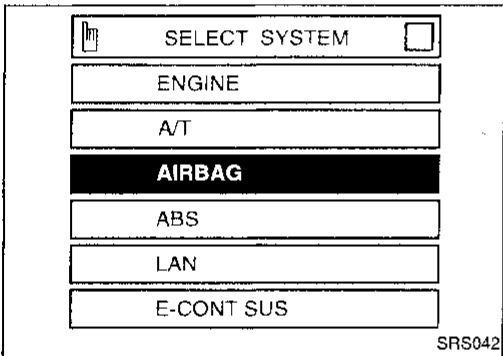 SELECT SYSTEM
ENGINE
A/T
AIRBAG
ABS
LAN
E-CONT SUS
SRS042